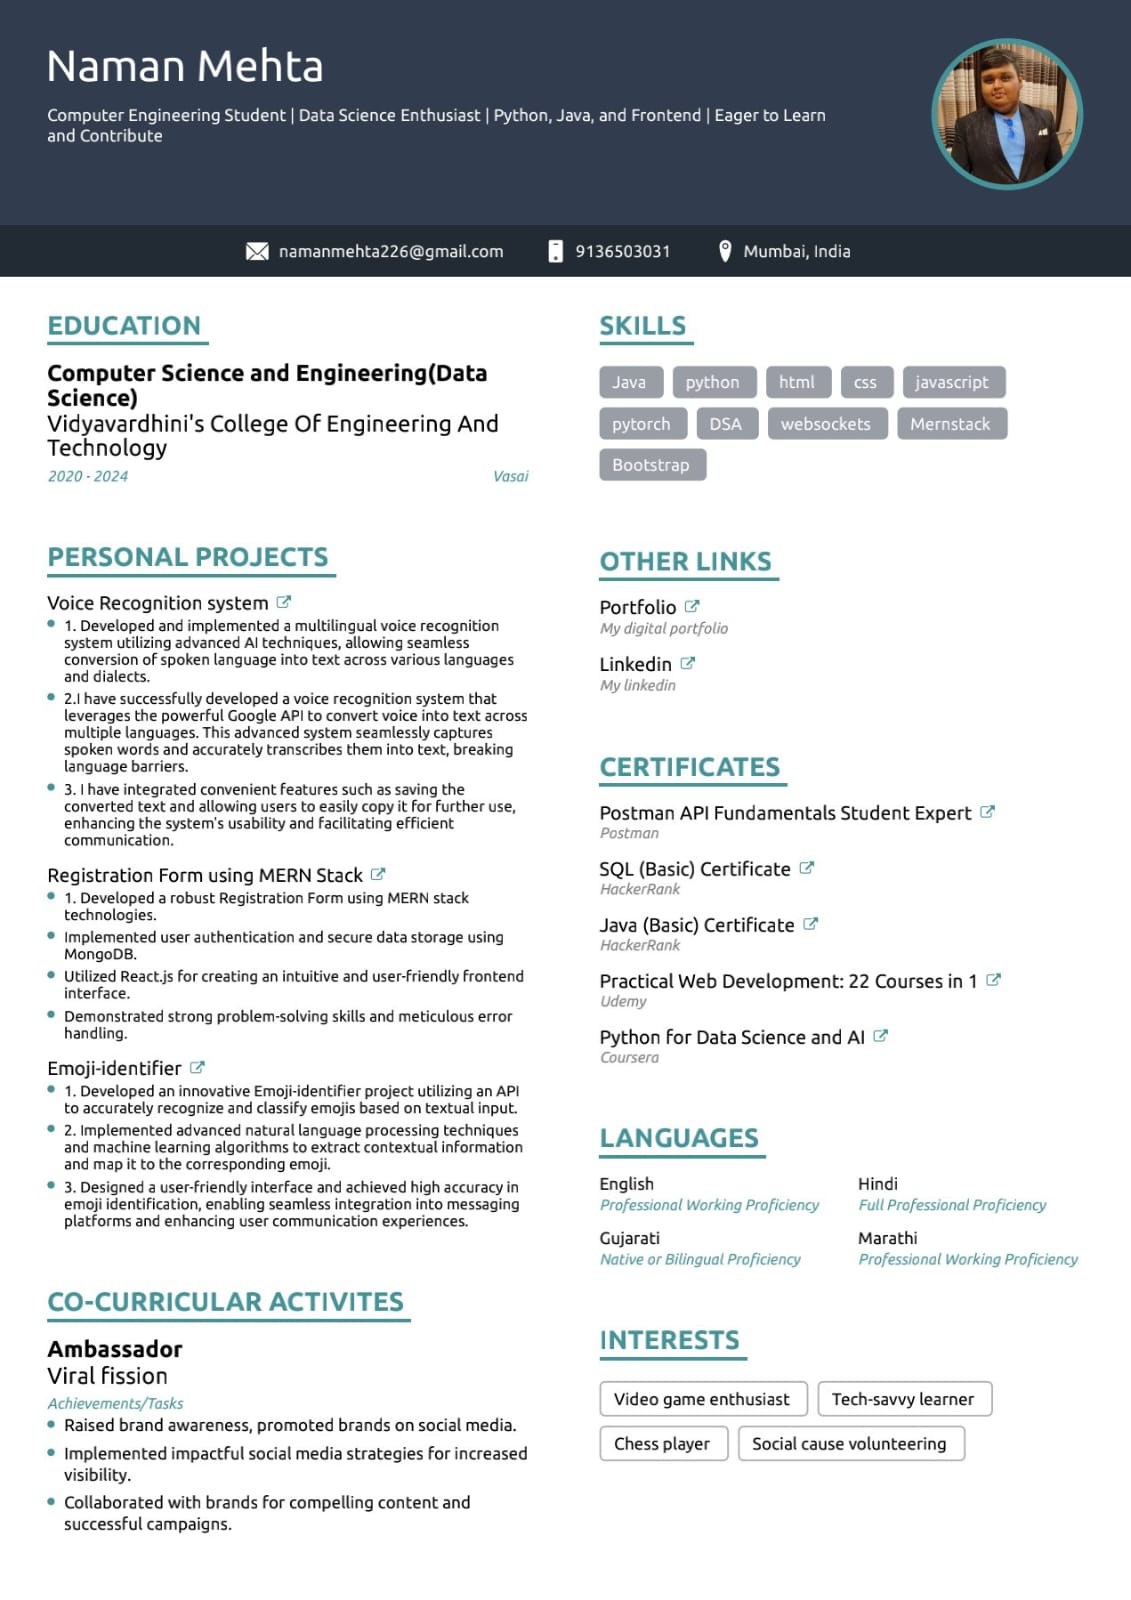 Naman Mehta
Computer Engineering Student | Data Science Enthusiast | Python, Java, and Frontend | Eager to Learn
and Contribute
namanmehta226@gmail.com
9136503031
Mumbai, India
EDUCATION
Computer Science and Engineering(Data
Science)
Vidyavardhini's College Of Engineering And
Technology
2020 - 2024
Vasai
PERSONAL PROJECTS
Voice Recognition system
1. Developed and implemented a multilingual voice recognition
system utilizing advanced AI techniques, allowing seamless
conversion of spoken language into text across various languages
and dialects.
2.I have successfully developed a voice recognition system that
leverages the powerful Google API to convert voice into text across
multiple languages. This advanced system seamlessly captures
spoken words and accurately transcribes them into text, breaking
language barriers.
3. I have integrated convenient features such as saving the
converted text and allowing users to easily copy it for further use,
enhancing the system's usability and facilitating efficient
communication.
Registration Form using MERN Stack
1. Developed a robust Registration Form using MERN stack
technologies.
Implemented user authentication and secure data storage using
MongoDB.
Utilized React.js for creating an intuitive and user-friendly frontend
interface.
Demonstrated strong problem-solving skills and meticulous error
handling.
Emoji-identifier
1. Developed an innovative Emoji-identifier project utilizing an API
to accurately recognize and classify emojis based on textual input.
2. Implemented advanced natural language processing techniques
and machine learning algorithms to extract contextual information
and map it to the corresponding emoji.
3. Designed a user-friendly interface and achieved high accuracy in
emoji identification, enabling seamless integration into messaging
platforms and enhancing user communication experiences.
CO-CURRICULAR ACTIVITES
Ambassador
Viral fission
Achievements/Tasks
Raised brand awareness, promoted brands on social media.
Implemented impactful social media strategies for increased
visibility.
Collaborated with brands for compelling content and
successful campaigns.
SKILLS
Java python html css javascript
pytorch DSA websockets Mernstack
Bootstrap
OTHER LINKS
Portfolio
My digital portfolio
Linkedin
My linkedin
CERTIFICATES
Postman API Fundamentals Student Expert
Postman
SQL (Basic) Certificate
HackerRank
Java (Basic) Certificate
HackerRank
Practical Web Development: 22 Courses in 1
Udemy
Python for Data Science and AI
Coursera
LANGUAGES
English
Professional Working Proficiency
Hindi
Full Professional Proficiency
Gujarati
Native or Bilingual Proficiency
Marathi
Professional Working Proficiency
INTERESTS
Video game enthusiast Tech-savvy learner
Chess player Social cause volunteering